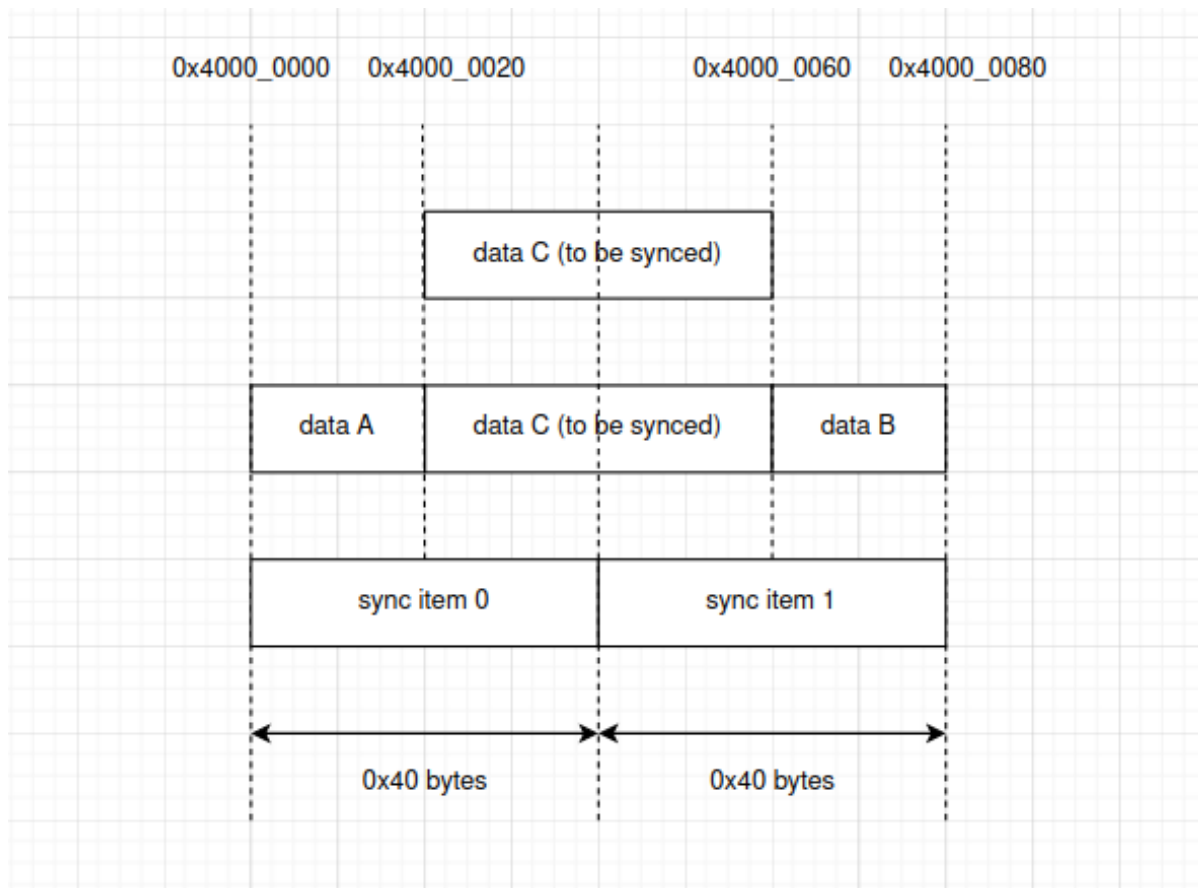 0x4000_0000 0x4000_0020 0x4000_0060 0x4000_0080
data C (to be synced)
data A data C (to be synced) data B
sync item 0 sync item 1
0x40 bytes 0x40 bytes